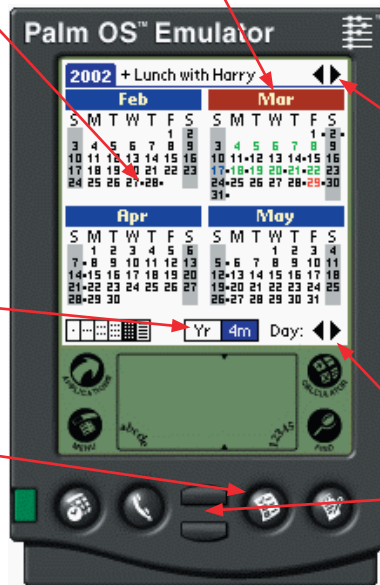 Palm OS™ Emulator
2002 + Lunch with Harry
Feb
S M T W T F S
1 2
3 4 5 6 7 8 9
10 11 12 13 14 15 16
17 18 19 20 21 22 23
24 25 26 27 28
Mar
S M T W T F S
1 2
3 4 5 6 7 8 9
10 11 12 13 14 15 16
17 18 19 20 21 22 23
24 25 26 27 28 29 30
31
Apr
S M T W T F S
1 2 3 4 5 6
7 8 9 10 11 12 13
14 15 16 17 18 19 20
21 22 23 24 25 26 27
28 29 30
May
S M T W T F S
1 2 3 4
5 6 7 8 9 10 11
12 13 14 15 16 17 18
19 20 21 22 23 24 25
26 27 28 29 30 31
Yr 4m Day:
APPLICATIONS
CALCULATOR
MENU
abcde
12345
FIND